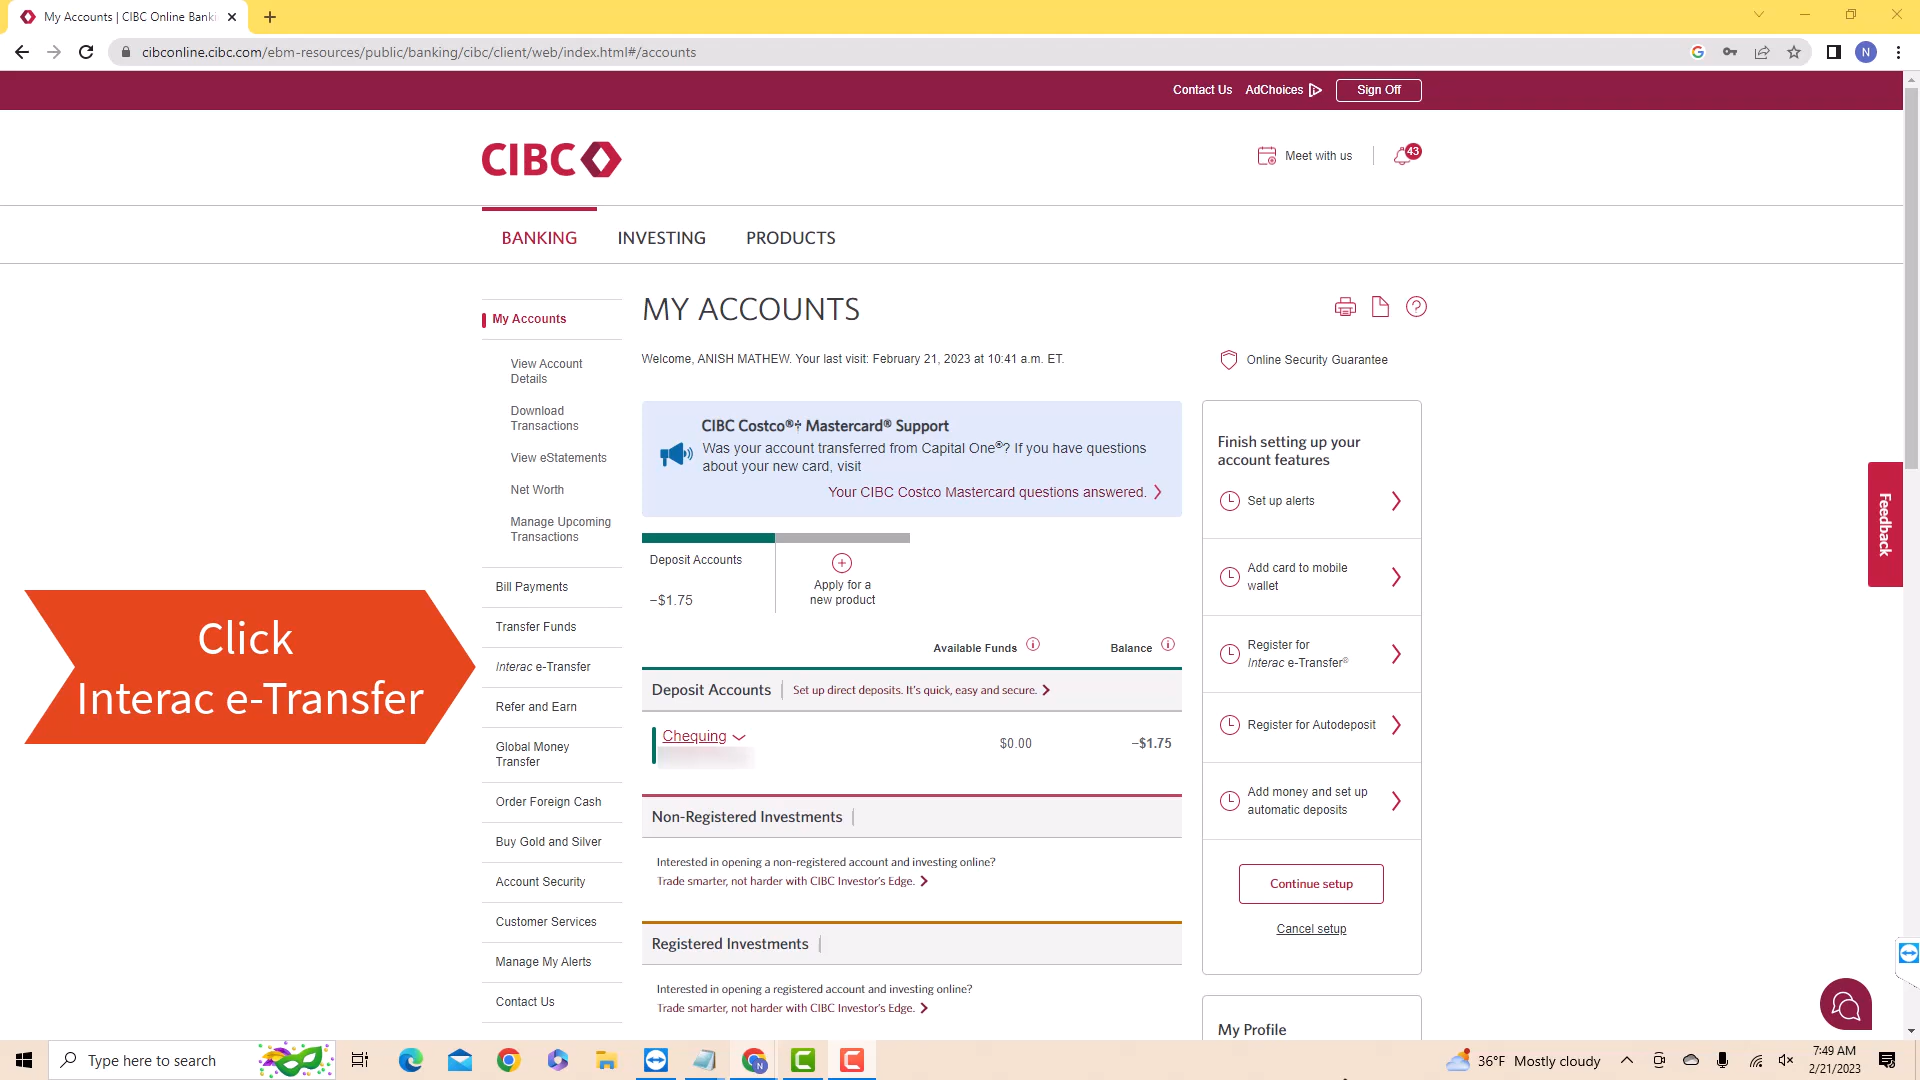 My Accounts | CIBC Online Banki
cibconline.cibc.com/ebm-resources/public/banking/cibc/client/web/index.html#/accounts
N
Contact Us
AdChoices
Sign Off
CIBC
Meet with us
43
BANKING
INVESTING
PRODUCTS
My Accounts
View Account
Details
Download
Transactions
View eStatements
Net Worth
Manage Upcoming
Transactions
Bill Payments
Transfer Funds
Interac e-Transfer
Refer and Earn
Global Money
Transfer
Order Foreign Cash
Buy Gold and Silver
Account Security
Customer Services
Manage My Alerts
Contact Us
Click
Interac e-Transfer
MY ACCOUNTS
Welcome, ANISH MATHEW. Your last visit: February 21, 2023 at 10:41 a.m. ET.
Online Security Guarantee
CIBC Costco®† Mastercard® Support
Was your account transferred from Capital One®? If you have questions
about your new card, visit
Your CIBC Costco Mastercard questions answered.
Deposit Accounts
−$1.75
Apply for a
new product
Available Funds
Balance
Deposit Accounts
Set up direct deposits. It's quick, easy and secure.
Chequing
$0.00
−$1.75
Non-Registered Investments
Interested in opening a non-registered account and investing online?
Trade smarter, not harder with CIBC Investor's Edge.
Registered Investments
Interested in opening a registered account and investing online?
Trade smarter, not harder with CIBC Investor's Edge.
Finish setting up your
account features
Set up alerts
Add card to mobile
wallet
Register for
Interac e-Transfer®
Register for Autodeposit
Add money and set up
automatic deposits
Continue setup
Cancel setup
My Profile
Feedback
Type here to search
N
36°F Mostly cloudy
7:49 AM
2/21/2023